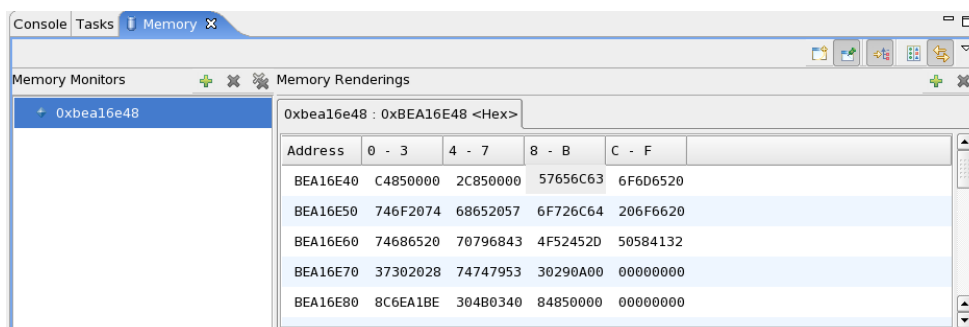 Console Tasks Memory
Memory Monitors Memory Renderings
0xbea16e48 0xbea16e48 : 0xBEA16E48 <Hex>
Address 0 - 3 4 - 7 8 - B C - F
BEA16E40 C4850000 2C850000 57656C63 6F6D6520
BEA16E50 746F2074 68652057 6F726C64 206F6620
BEA16E60 74686520 70796843 4F52452D 50584132
BEA16E70 37302028 74747953 30290A00 00000000
BEA16E80 8C6EA1BE 304B0340 84850000 00000000